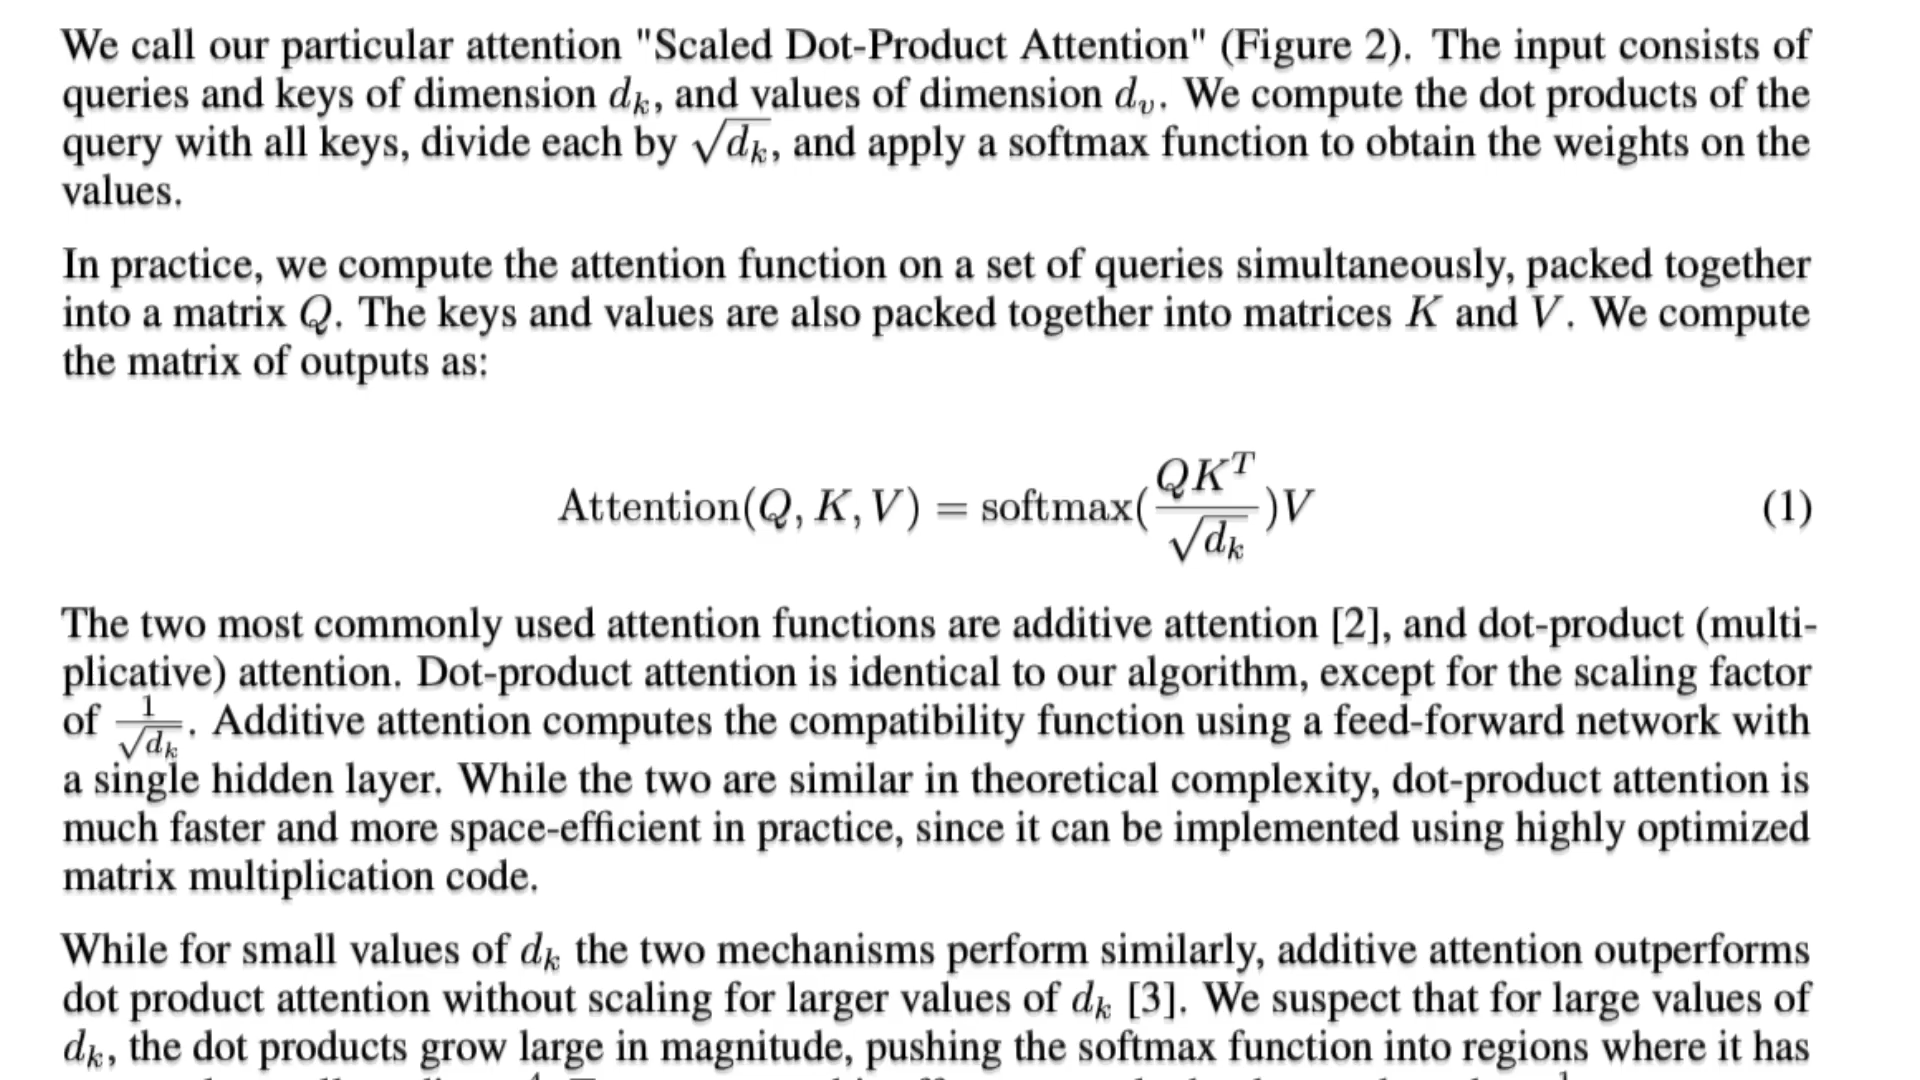 We call our particular attention "Scaled Dot-Product Attention" (Figure 2). The input consists of
queries and keys of dimension dₖ, and values of dimension dᵥ. We compute the dot products of the
query with all keys, divide each by √dₖ, and apply a softmax function to obtain the weights on the
values.
In practice, we compute the attention function on a set of queries simultaneously, packed together
into a matrix Q. The keys and values are also packed together into matrices K and V. We compute
the matrix of outputs as:
Attention(Q, K, V) = softmax(QKᵀ/√dₖ)V (1)
The two most commonly used attention functions are additive attention [2], and dot-product (multi-
plicative) attention. Dot-product attention is identical to our algorithm, except for the scaling factor
of 1/√dₖ. Additive attention computes the compatibility function using a feed-forward network with
a single hidden layer. While the two are similar in theoretical complexity, dot-product attention is
much faster and more space-efficient in practice, since it can be implemented using highly optimized
matrix multiplication code.
While for small values of dₖ the two mechanisms perform similarly, additive attention outperforms
dot product attention without scaling for larger values of dₖ [3]. We suspect that for large values of
dₖ, the dot products grow large in magnitude, pushing the softmax function into regions where it has